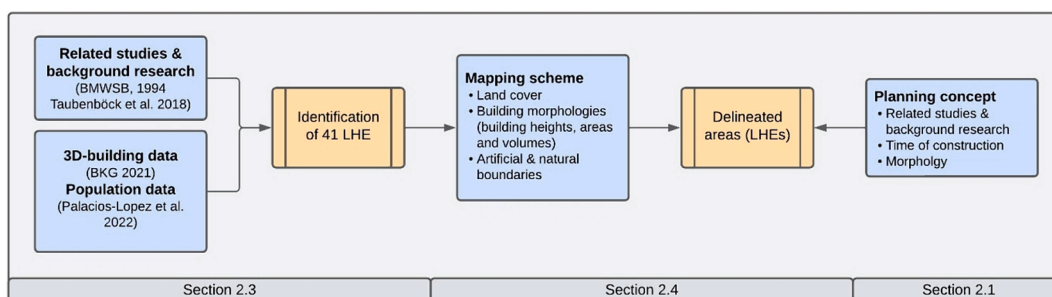 Related studies &
background research
(BMWSB, 1994
Taubenböck et al. 2018)
3D-building data
(BKG 2021)
Population data
(Palacios-Lopez et al.
2022)
Identification
of 41 LHE
Mapping scheme
• Land cover
• Building morphologies
(building heights, areas
and volumes)
• Artificial & natural
boundaries
Delineated
areas (LHEs)
Planning concept
• Related studies &
background research
• Time of construction
• Morpholgy
Section 2.3
Section 2.4
Section 2.1